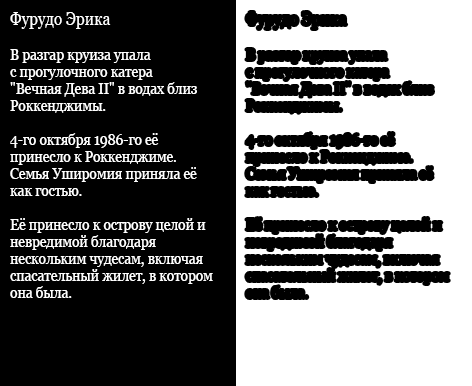 Фурудо Эрика
В разгар круиза упала
с прогулочного катера
"Вечная Дева II" в водах близ
Роккенджимы.
4-го октября 1986-го её
принесло к Роккенджиме.
Семья Уширомия приняла её
как гостью.
Её принесло к острову целой и
невредимой благодаря
нескольким чудесам, включая
спасательный жилет, в котором
она была.
Фурудо Эрика
В разгар круиза упала
с прогулочного катера
"Вечная Дева II" в водах близ
Роккенджимы.
4-го октября 1986-го её
принесло к Роккенджиме.
Семья Уширомия приняла её
как гостью.
Её принесло к острову целой и
невредимой благодаря
нескольким чудесам, включая
спасательный жилет, в котором
она была.